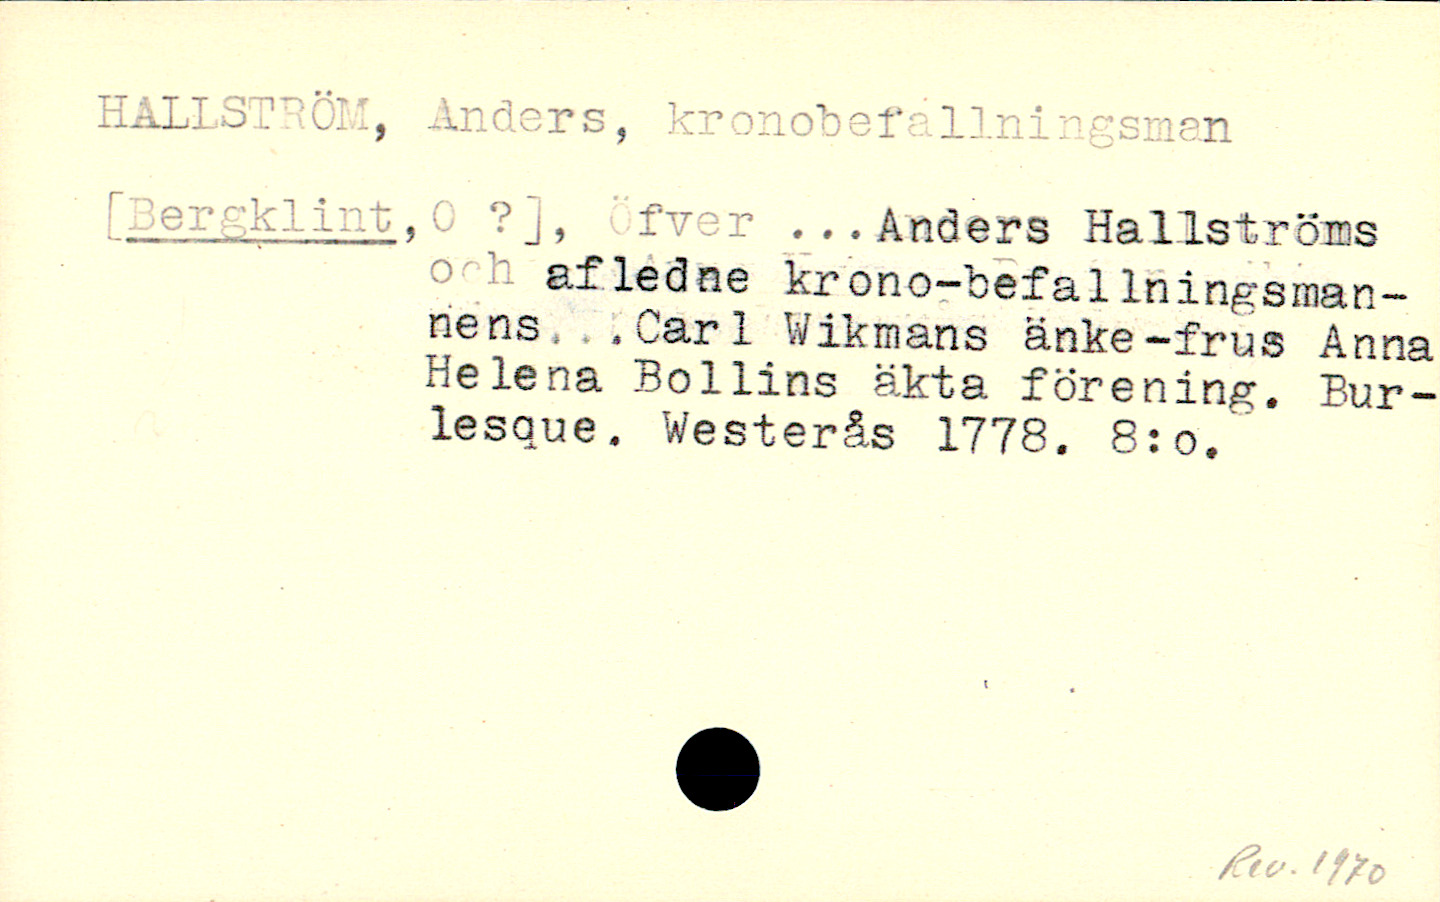 HALLSTRÖM, Anders, kronobefallningsman
[Bergklint, O ?], Öfver ... Anders Hallströms
och afledne krono-befallningsman-
nens...Carl Wikmans änke-frus Anna
Helena Bollins äkta förening. Bur-
lesque. Westerås 1778. 8:o.
Rev. 1970